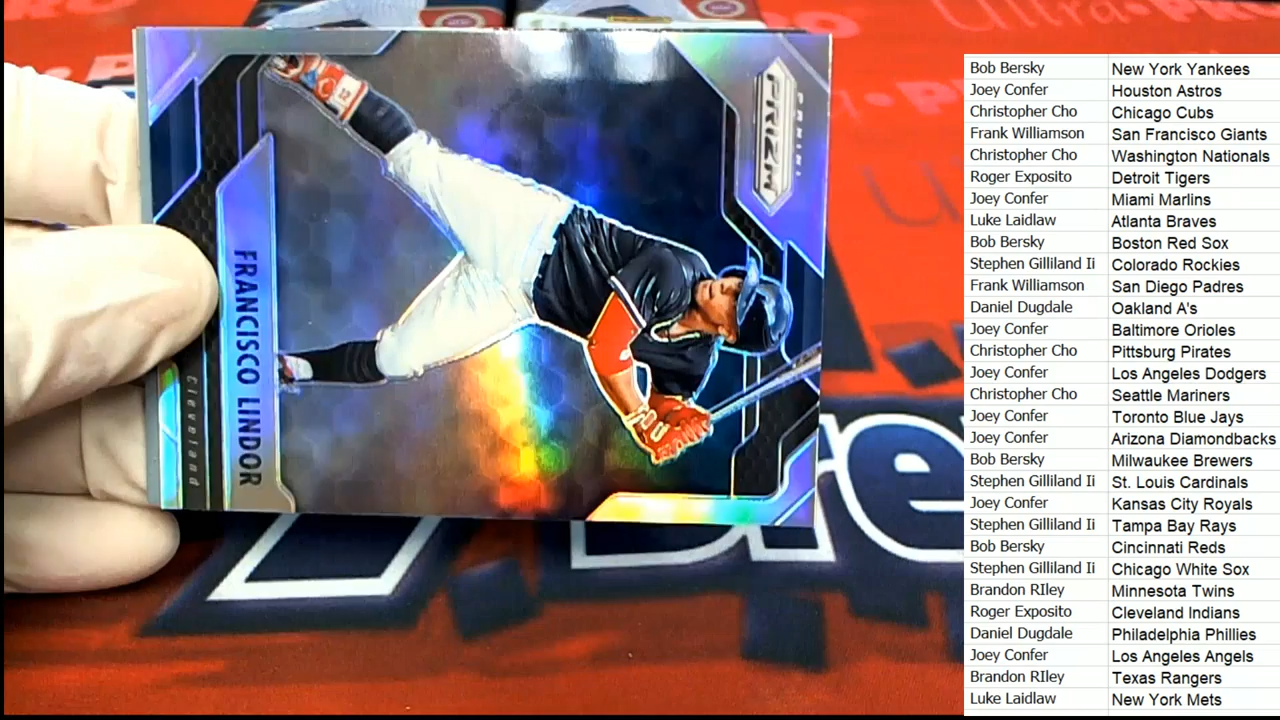 PANINI
PRIZM
FRANCISCO LINDOR
Cleveland
Ultra•PRO
Bob Bersky New York Yankees
Joey Confer Houston Astros
Christopher Cho Chicago Cubs
Frank Williamson San Francisco Giants
Christopher Cho Washington Nationals
Roger Exposito Detroit Tigers
Joey Confer Miami Marlins
Luke Laidlaw Atlanta Braves
Bob Bersky Boston Red Sox
Stephen Gilliland Ii Colorado Rockies
Frank Williamson San Diego Padres
Daniel Dugdale Oakland A's
Joey Confer Baltimore Orioles
Christopher Cho Pittsburg Pirates
Joey Confer Los Angeles Dodgers
Christopher Cho Seattle Mariners
Joey Confer Toronto Blue Jays
Joey Confer Arizona Diamondbacks
Bob Bersky Milwaukee Brewers
Stephen Gilliland Ii St. Louis Cardinals
Joey Confer Kansas City Royals
Stephen Gilliland Ii Tampa Bay Rays
Bob Bersky Cincinnati Reds
Stephen Gilliland Ii Chicago White Sox
Brandon RIley Minnesota Twins
Roger Exposito Cleveland Indians
Daniel Dugdale Philadelphia Phillies
Joey Confer Los Angeles Angels
Brandon RIley Texas Rangers
Luke Laidlaw New York Mets